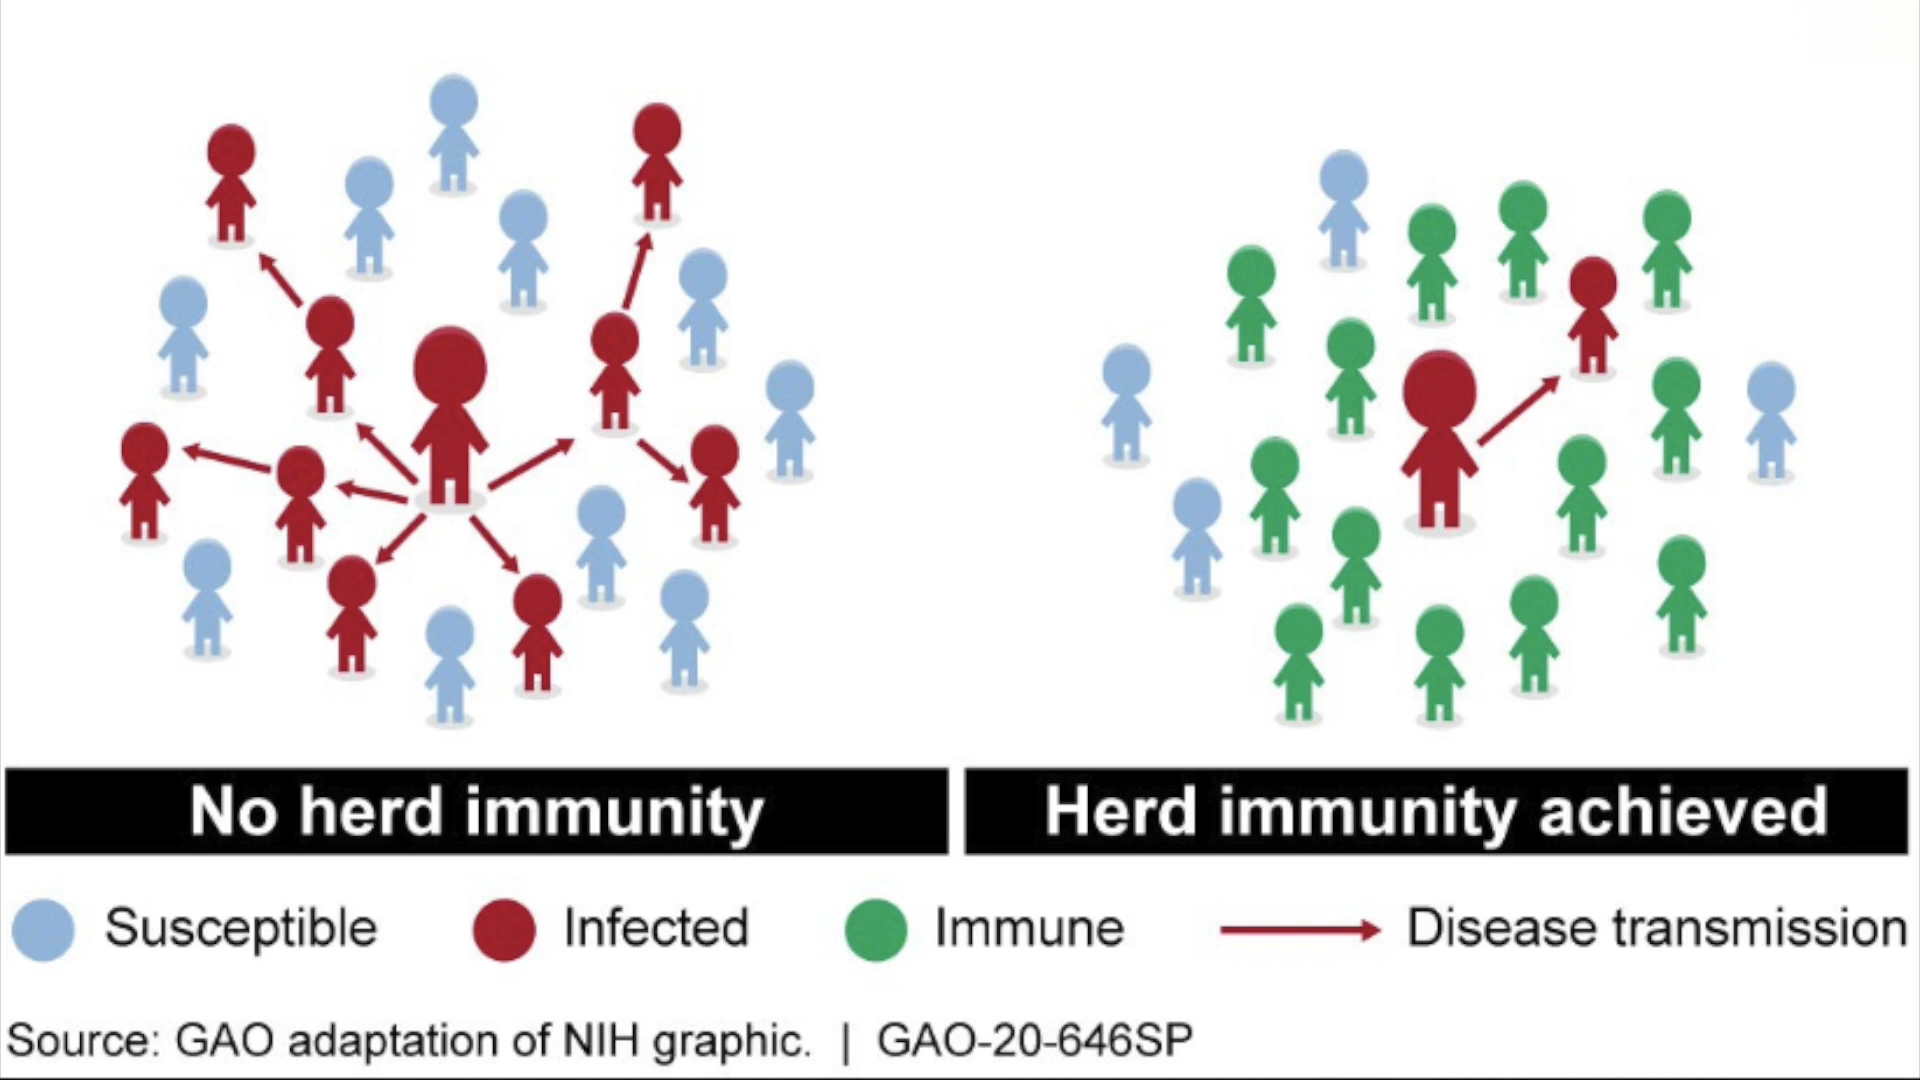 No herd immunity
Herd immunity achieved
Susceptible
Infected
Immune
Disease transmission
Source: GAO adaptation of NIH graphic. | GAO-20-646SP